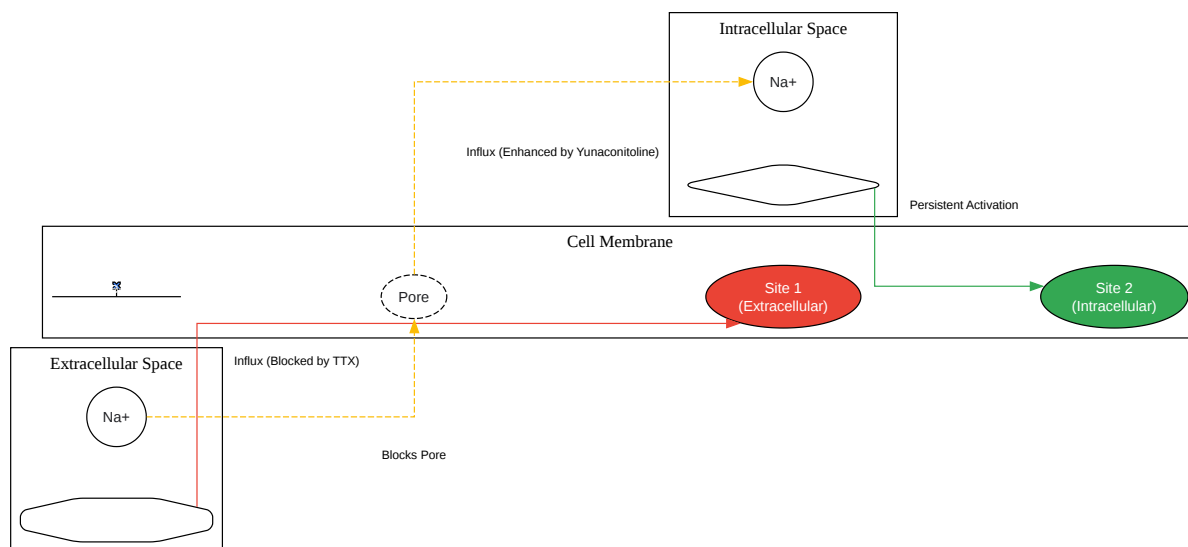 Intracellular Space
Na+
Influx (Enhanced by Yunaconitoline)
Persistent Activation
Cell Membrane
Pore
Site 1
(Extracellular)
Site 2
(Intracellular)
Extracellular Space
Influx (Blocked by TTX)
Na+
Blocks Pore